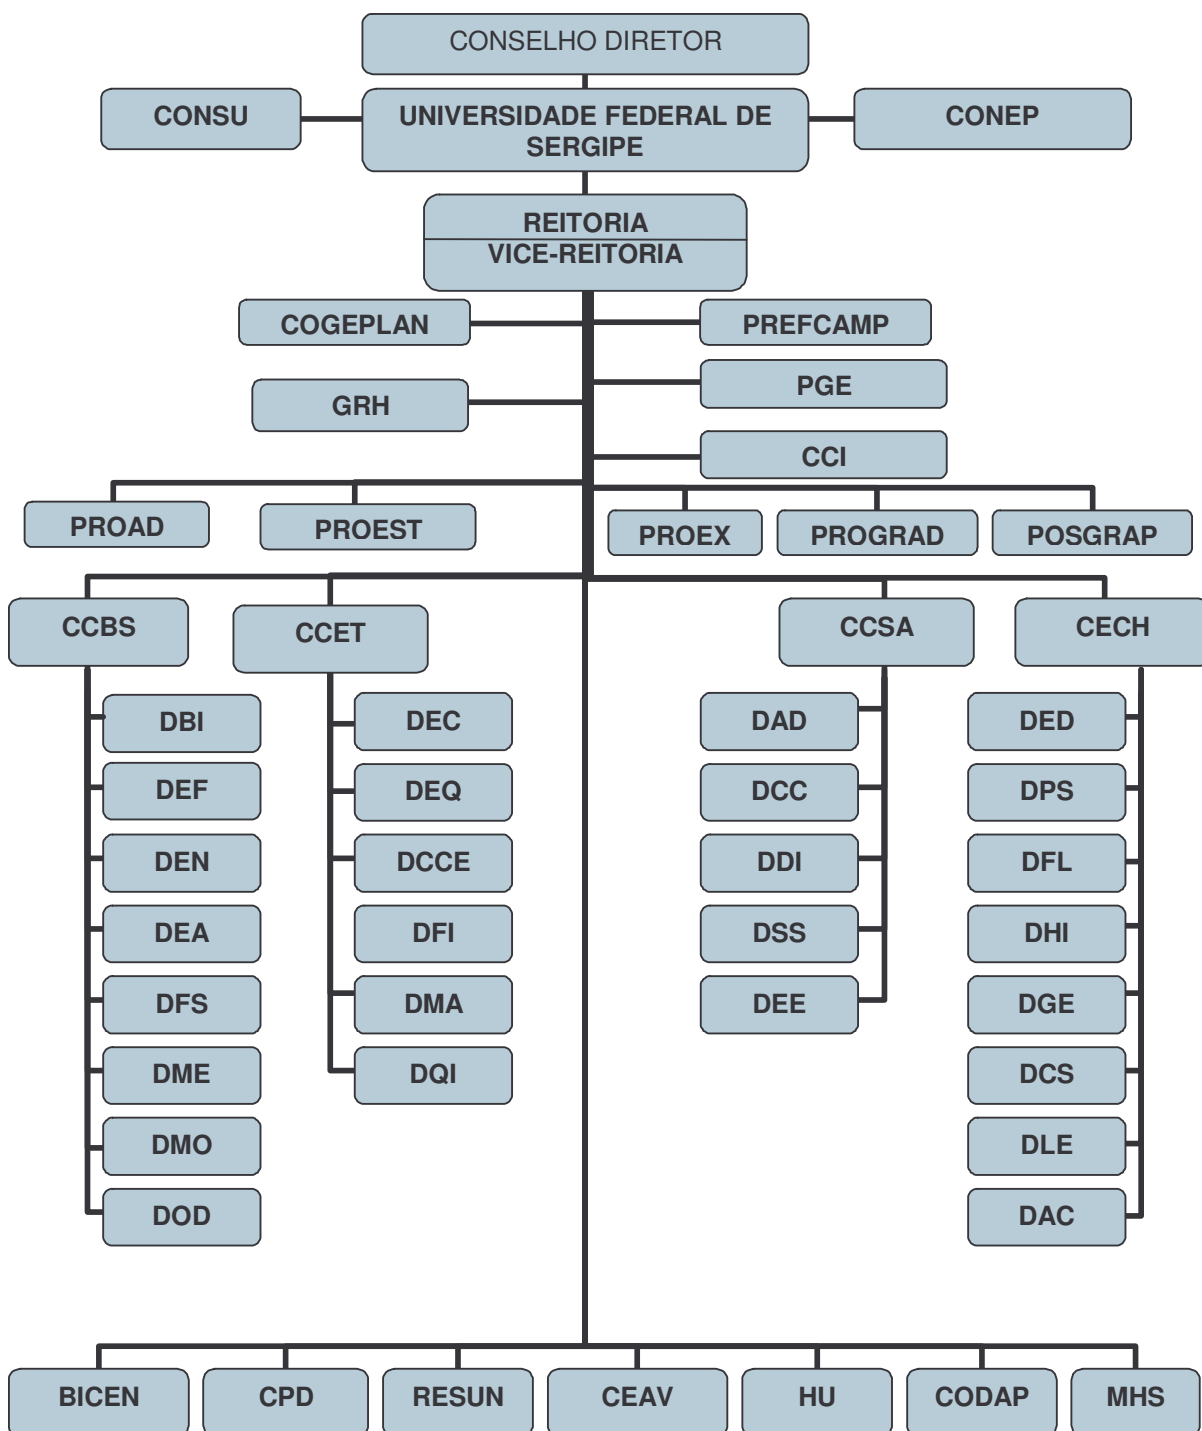 CONSELHO DIRETOR
CONSU
UNIVERSIDADE FEDERAL DE
SERGIPE
CONEP
REITORIA
VICE-REITORIA
COGEPLAN
PREFCAMP
GRH
PGE
CCI
PROAD
PROEST
PROEX
PROGRAD
POSGRAP
CCBS
CCET
CCSA
CECH
DBI
DEF
DEN
DEA
DFS
DME
DMO
DOD
DEC
DEQ
DCCE
DFI
DMA
DQI
DAD
DCC
DDI
DSS
DEE
DED
DPS
DFL
DHI
DGE
DCS
DLE
DAC
BICEN
CPD
RESUN
CEAV
HU
CODAP
MHS